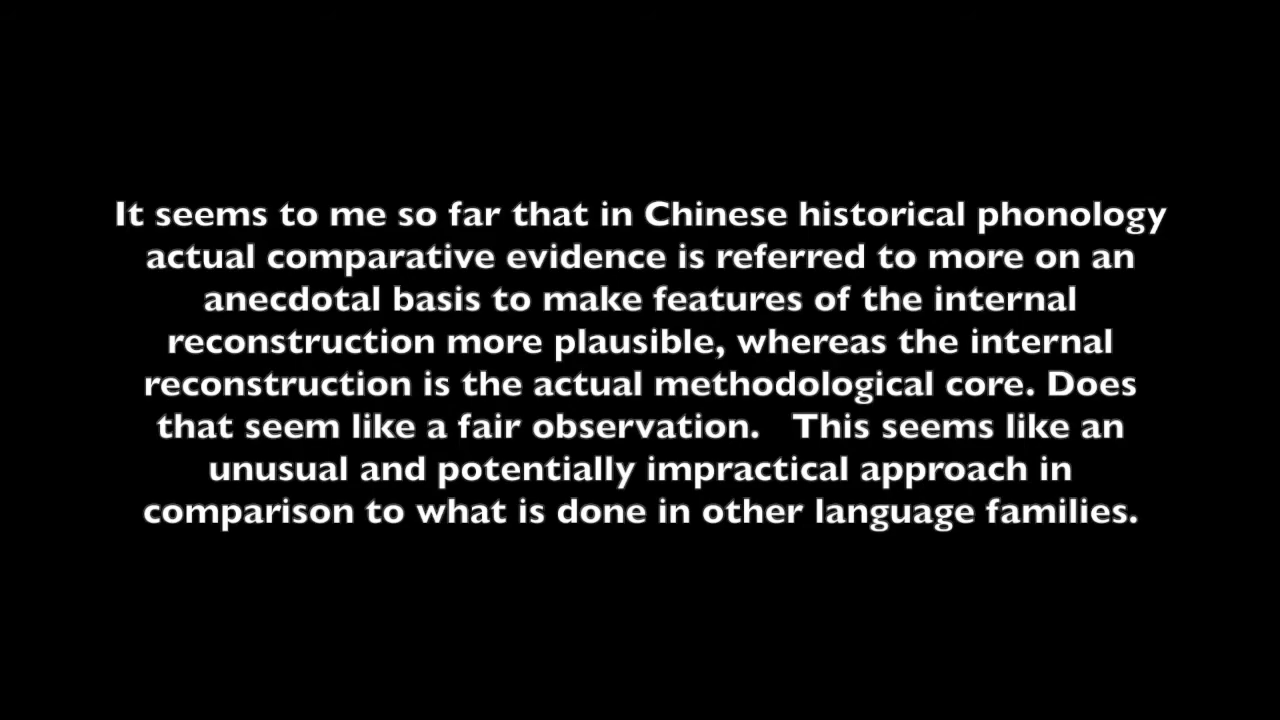 It seems to me so far that in Chinese historical phonology
actual comparative evidence is referred to more on an
anecdotal basis to make features of the internal
reconstruction more plausible, whereas the internal
reconstruction is the actual methodological core. Does
that seem like a fair observation.   This seems like an
unusual and potentially impractical approach in
comparison to what is done in other language families.